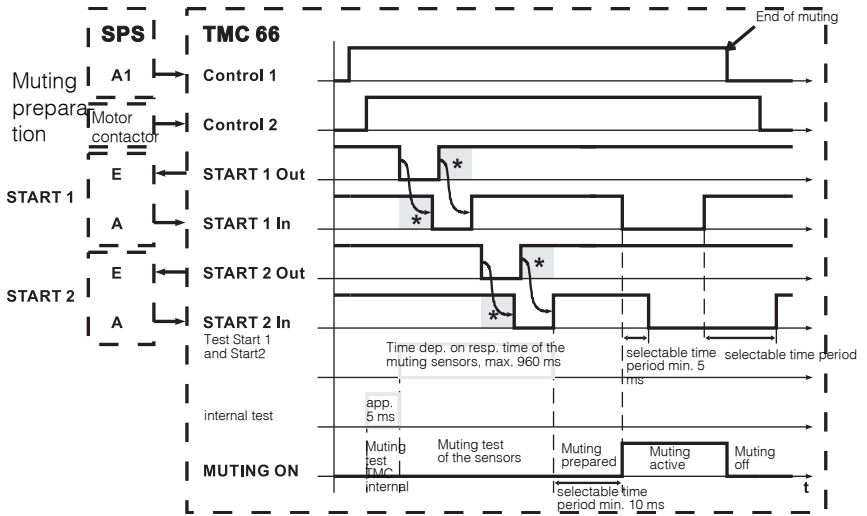 SPS
TMC 66
End of muting
Muting
prepara-
tion
A1
Control 1
Motor
contactor
Control 2
START 1
E
START 1 Out
*
A
START 1 In
*
START 2
E
START 2 Out
*
A
START 2 In
*
Test Start 1
and Start2
Time dep. on resp. time of the
muting sensors, max. 960 ms
selectable time
period min. 5
ms
selectable time period
internal test
app.
5 ms
Muting
test
TMC
internal
Muting test
of the sensors
Muting
prepared
Muting
active
Muting
off
MUTING ON
t
selectable time
period min. 10 ms